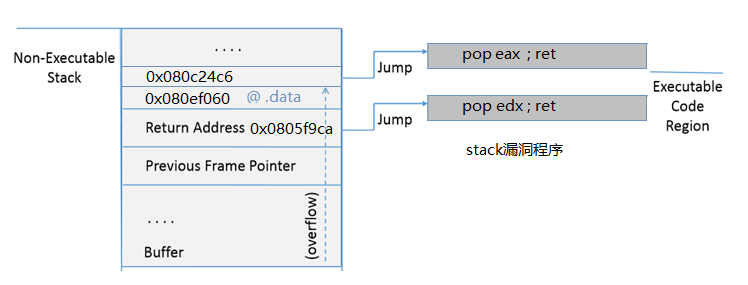 Non-Executable
Stack
....
0x080c24c6
0x080ef060 @ .data
Return Address 0x0805f9ca
Previous Frame Pointer
....
Buffer
(overflow)
Jump
Jump
pop eax ; ret
pop edx ; ret
stack漏洞程序
Executable
Code
Region